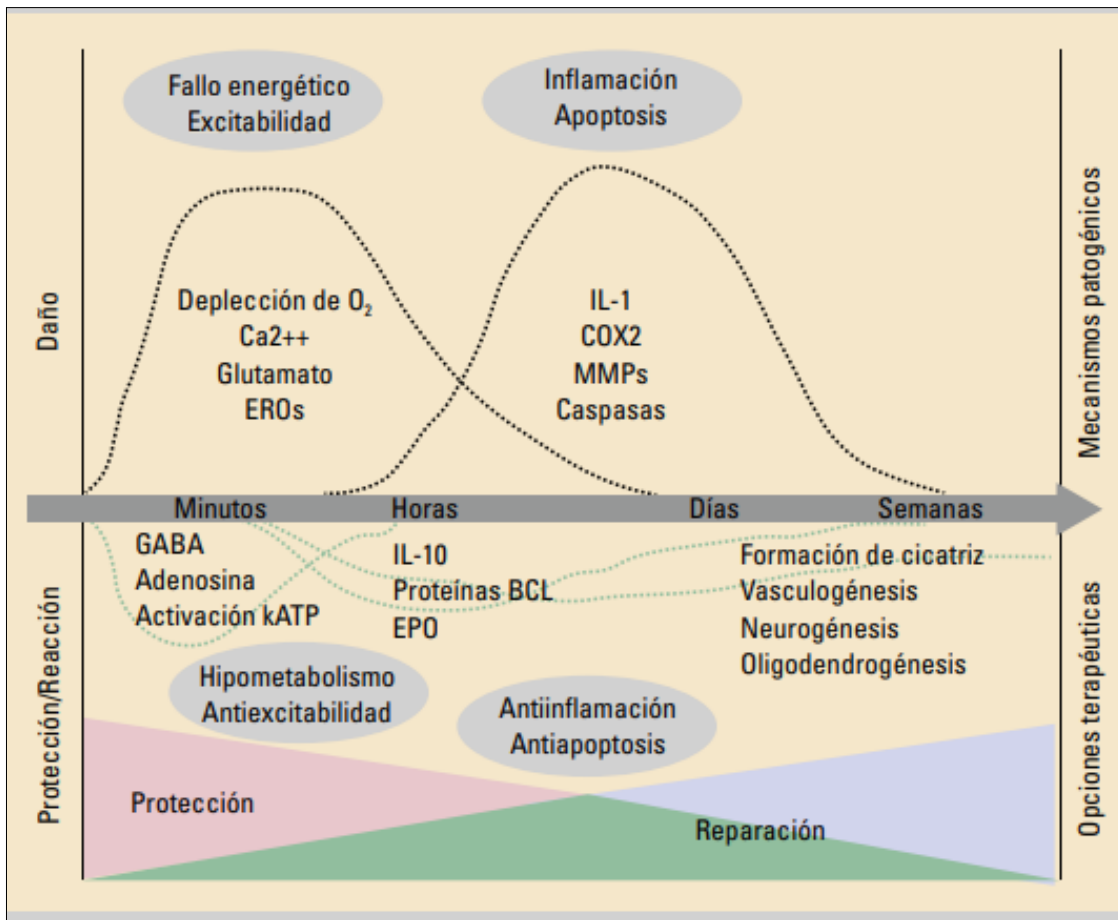 Fallo energético
Excitabilidad
Inflamación
Apoptosis
Daño
Mecanismos patogénicos
Deplección de O₂
Ca2++
Glutamato
EROs
IL-1
COX2
MMPs
Caspasas
Minutos
Horas
Días
Semanas
GABA
Adenosina
Activación kATP
IL-10
Proteínas BCL
EPO
Formación de cicatriz
Vasculogénesis
Neurogénesis
Oligodendrogénesis
Protección/Reacción
Opciones terapéuticas
Hipometabolismo
Antiexcitabilidad
Antiinflamación
Antiapoptosis
Protección
Reparación